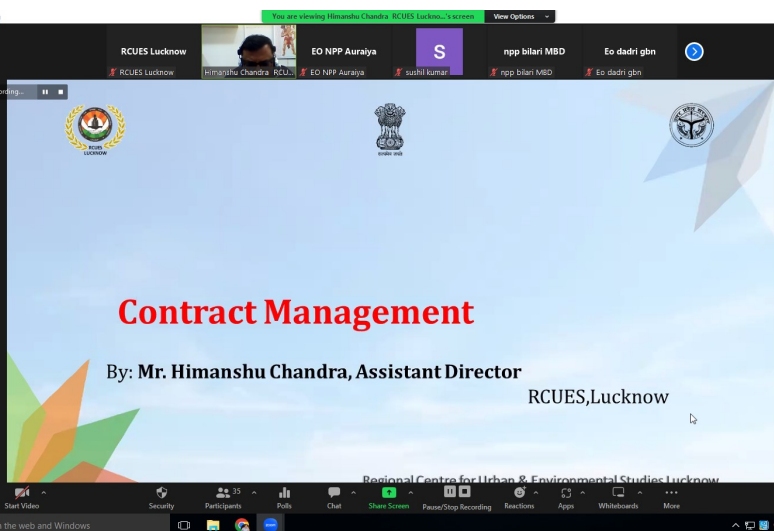 You are viewing Himanshu Chandra RCUES Luckno...'s screen View Options
RCUES Lucknow
RCUES Lucknow
Himanshu Chandra RCU...
EO NPP Auraiya
EO NPP Auraiya
S
sushil kumar
npp bilari MBD
npp bilari MBD
Eo dadri gbn
Eo dadri gbn
ording...
RCUES
LUCKNOW
सत्यमेव जयते
Contract Management
By: Mr. Himanshu Chandra, Assistant Director
RCUES,Lucknow
Regional Centre for Urban & Environmental Studies Lucknow
Start Video
Security
35
Participants
Polls
Chat
Share Screen
Pause/Stop Recording
Reactions
Apps
Whiteboards
More
n the web and Windows
zoom